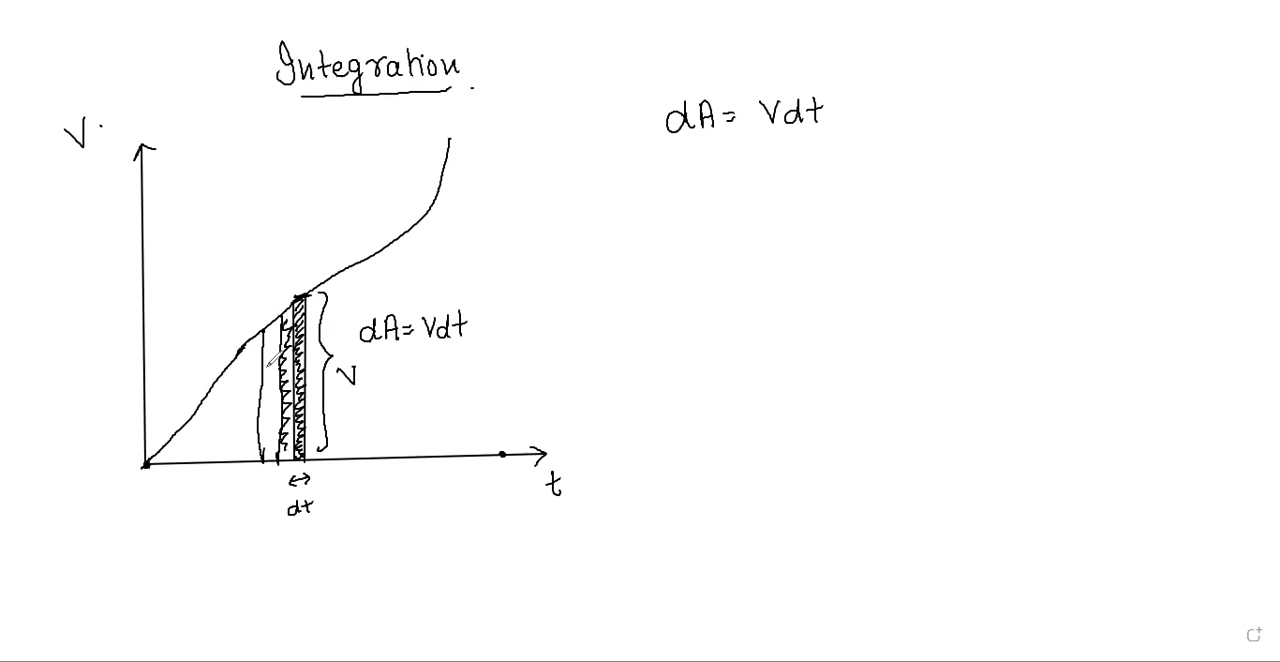 Integration
dA = Vdt
V
dA = Vdt
V
t
dt